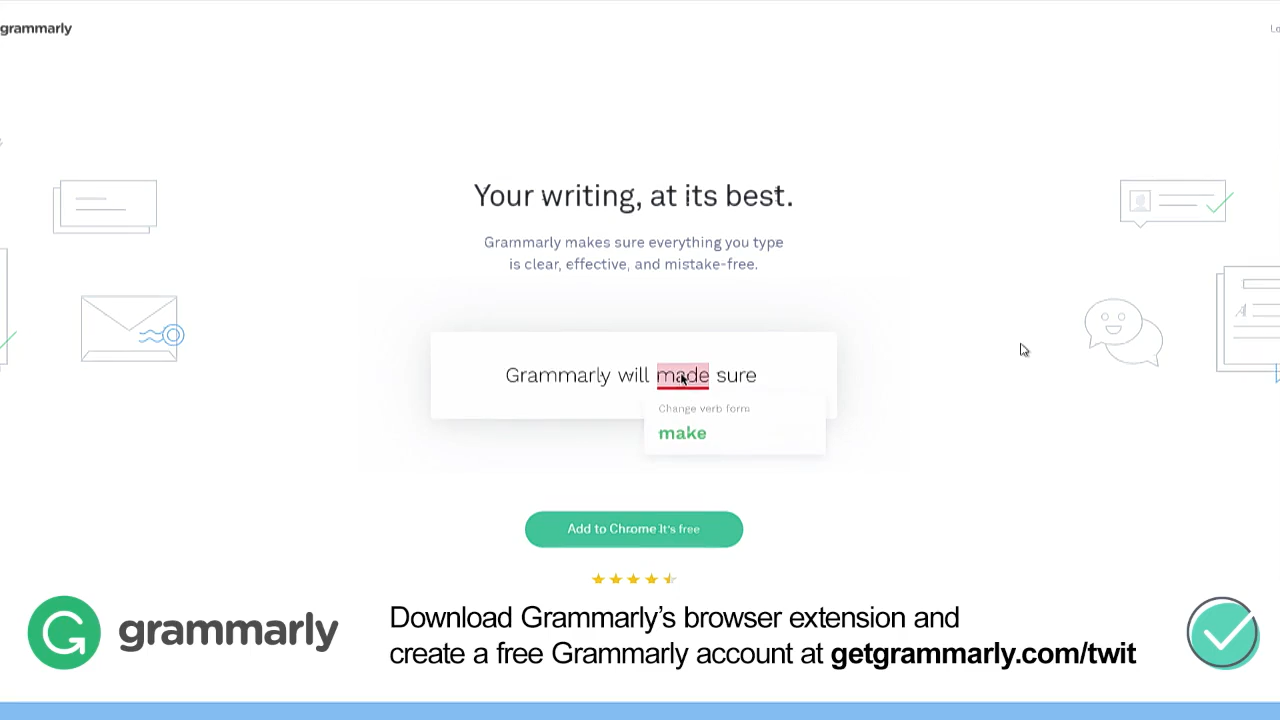 grammarly
Your writing, at its best.
Grammarly makes sure everything you type
is clear, effective, and mistake-free.
Grammarly will made sure
Change verb form
make
Add to Chrome It's free
grammarly
Download Grammarly's browser extension and
create a free Grammarly account at getgrammarly.com/twit